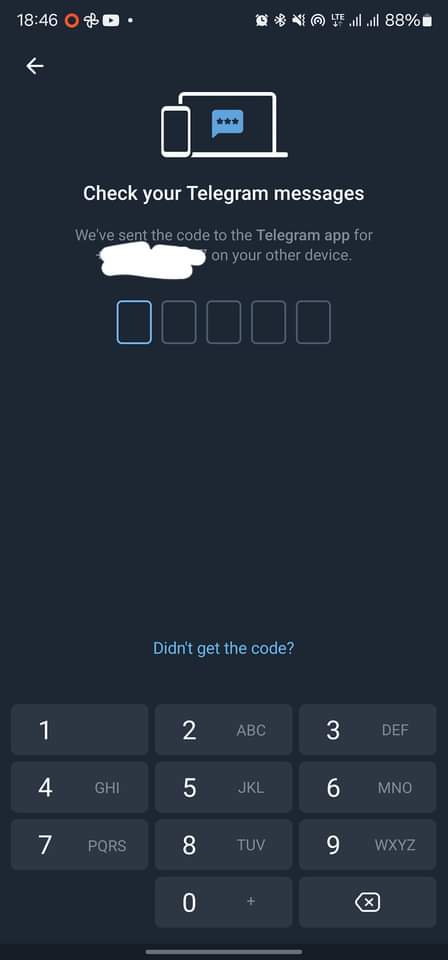 18:46 LTE 88%
Check your Telegram messages
We've sent the code to the Telegram app for
on your other device.
Didn't get the code?
1
2 ABC
3 DEF
4 GHI
5 JKL
6 MNO
7 PQRS
8 TUV
9 WXYZ
0 +